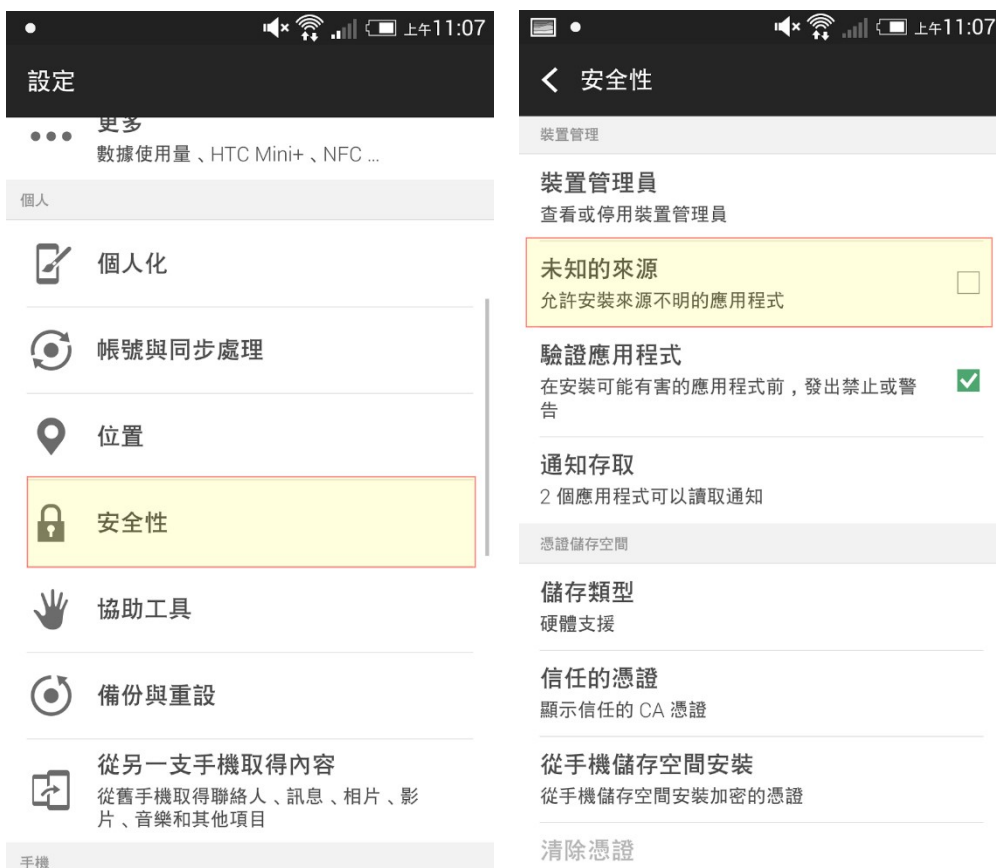 上午11:07
設定
更多
數據使用量、HTC Mini+、NFC ...
個人
個人化
帳號與同步處理
位置
安全性
協助工具
備份與重設
從另一支手機取得內容
從舊手機取得聯絡人、訊息、相片、影
片、音樂和其他項目
手機
上午11:07
安全性
裝置管理
裝置管理員
查看或停用裝置管理員
未知的來源
允許安裝來源不明的應用程式
驗證應用程式
在安裝可能有害的應用程式前，發出禁止或警
告
通知存取
2 個應用程式可以讀取通知
憑證儲存空間
儲存類型
硬體支援
信任的憑證
顯示信任的 CA 憑證
從手機儲存空間安裝
從手機儲存空間安裝加密的憑證
清除憑證